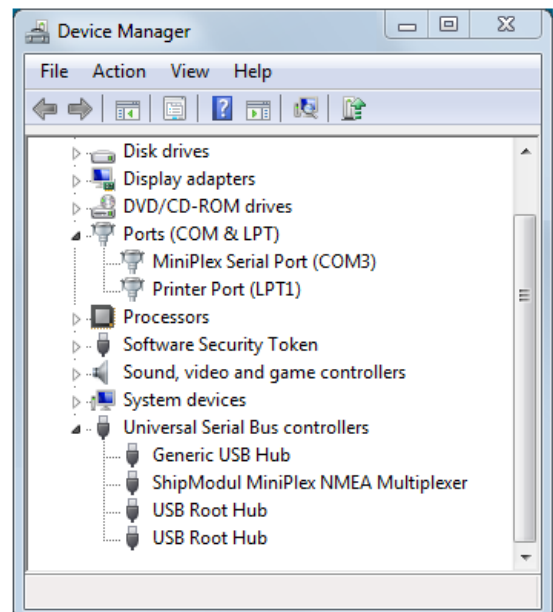 Device Manager
File Action View Help
Disk drives
Display adapters
DVD/CD-ROM drives
Ports (COM & LPT)
MiniPlex Serial Port (COM3)
Printer Port (LPT1)
Processors
Software Security Token
Sound, video and game controllers
System devices
Universal Serial Bus controllers
Generic USB Hub
ShipModul MiniPlex NMEA Multiplexer
USB Root Hub
USB Root Hub